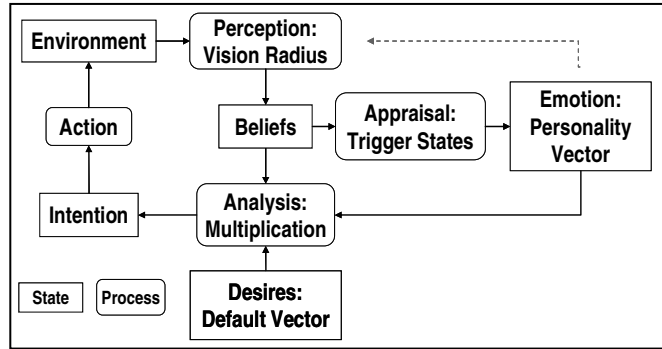 Environment
Perception:
Vision Radius
Action
Beliefs
Appraisal:
Trigger States
Emotion:
Personality
Vector
Intention
Analysis:
Multiplication
State
Process
Desires:
Default Vector